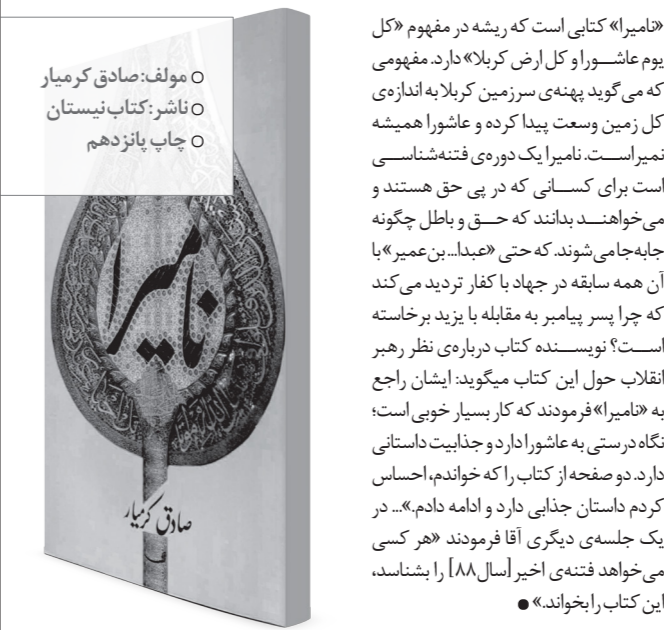 «نامیرا» کتابی است که ریشه در مفهوم «کل
یوم عاشـــورا و کل ارض کربلا» دارد. مفهومی
که می‌گوید پهنه‌ی سرزمین کربلا به اندازه‌ی
کل زمین وسعت پیدا کرده و عاشورا همیشه
نمیراســت. نامیرا یک دوره‌ی فتنه‌شناســـی
است برای کســـانی که در پی حق هستند و
می‌خواهنــد بدانند که حــق و باطل چگونه
جابه‌جا می‌شوند. که حتی «عبدا... بن عمیر» با
آن همه سابقه در جهاد با کفار تردید می‌کند
که چرا پسر پیامبر به مقابله با یزید برخاسته
اســـت؟ نویســـنده کتاب درباره‌ی نظر رهبر
انقلاب حول این کتاب میگوید: ایشان راجع
به «نامیرا» فرمودند که کار بسیار خوبی است؛
نگاه درستی به عاشورا دارد و جذابیت داستانی
دارد. دو صفحه از کتاب را که خواندم، احساس
کردم داستان جذابی دارد و ادامه دادم.»... در
یک جلسه‌ی دیگری آقا فرمودند «هر کسی
می‌خواهد فتنه‌ی اخیر [سال۸۸] را بشناسد،
این کتاب را بخواند.» ●
○ مولف: صادق کرمیار
○ ناشر: کتاب نیستان
○ چاپ پانزدهم
نامیرا
صادق کرمیار